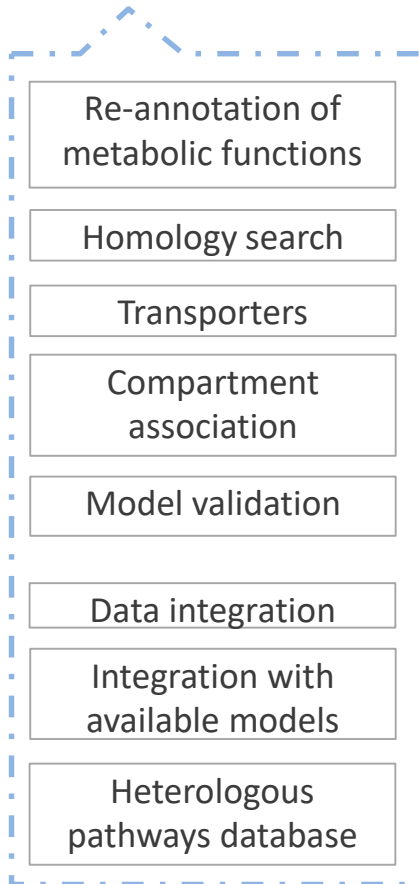 Re-annotation of
metabolic functions
Homology search
Transporters
Compartment
association
Model validation
Data integration
Integration with
available models
Heterologous
pathways database